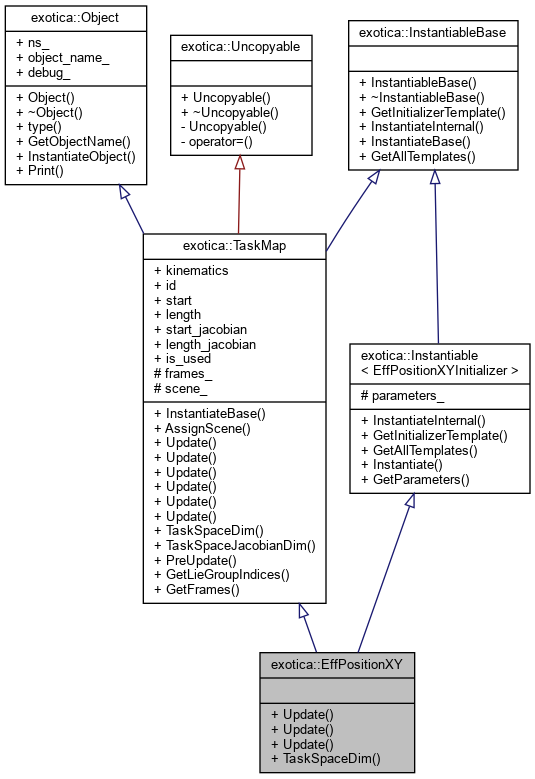 exotica::Object
+ ns_
+ object_name_
+ debug_
+ Object()
+ ~Object()
+ type()
+ GetObjectName()
+ InstantiateObject()
+ Print()
exotica::Uncopyable
+ Uncopyable()
+ ~Uncopyable()
- Uncopyable()
- operator=()
exotica::InstantiableBase
+ InstantiableBase()
+ ~InstantiableBase()
+ GetInitializerTemplate()
+ InstantiateInternal()
+ InstantiateBase()
+ GetAllTemplates()
exotica::TaskMap
+ kinematics
+ id
+ start
+ length
+ start_jacobian
+ length_jacobian
+ is_used
# frames_
# scene_
+ InstantiateBase()
+ AssignScene()
+ Update()
+ Update()
+ Update()
+ Update()
+ Update()
+ Update()
+ TaskSpaceDim()
+ TaskSpaceJacobianDim()
+ PreUpdate()
+ GetLieGroupIndices()
+ GetFrames()
exotica::Instantiable
< EffPositionXYInitializer >
# parameters_
+ InstantiateInternal()
+ GetInitializerTemplate()
+ GetAllTemplates()
+ Instantiate()
+ GetParameters()
exotica::EffPositionXY
+ Update()
+ Update()
+ Update()
+ TaskSpaceDim()